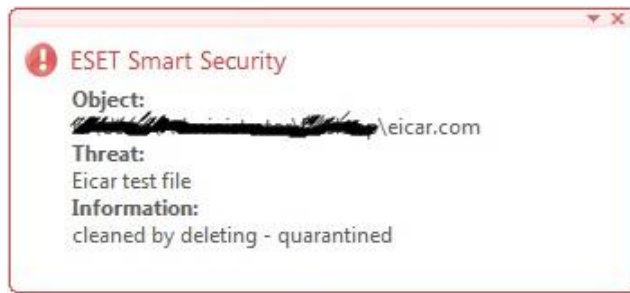 ESET Smart Security
Object:
\eicar.com
Threat:
Eicar test file
Information:
cleaned by deleting - quarantined